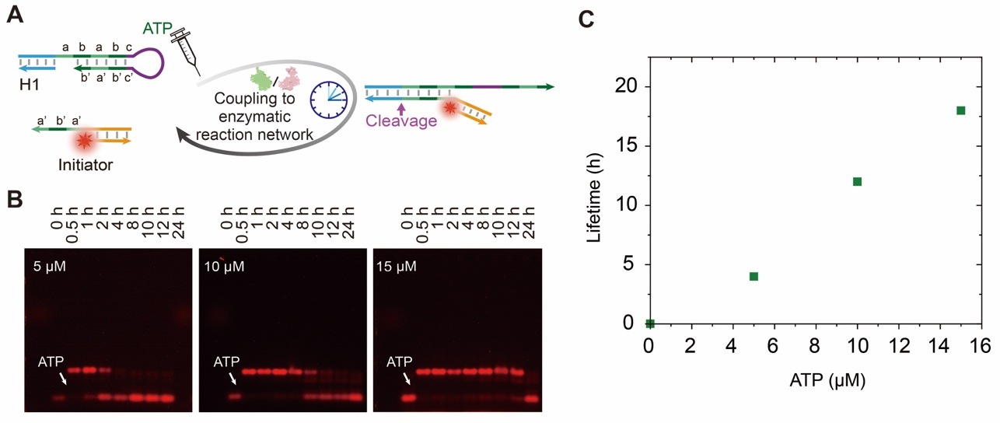 A
ATP
a b a b c
b' a' b' c'
H1
a' b' a'
Initiator
/
Coupling to
enzymatic
reaction network
Cleavage
B
0 h 0.5 h 1 h 2 h 4 h 8 h 10 h 12 h 24 h
5 µM
ATP
0 h 0.5 h 1 h 2 h 4 h 8 h 10 h 12 h 24 h
10 µM
ATP
0 h 0.5 h 1 h 2 h 4 h 8 h 10 h 12 h 24 h
15 µM
ATP
C
Lifetime (h)
20
15
10
5
0
0 2 4 6 8 10 12 14 16
ATP (µM)